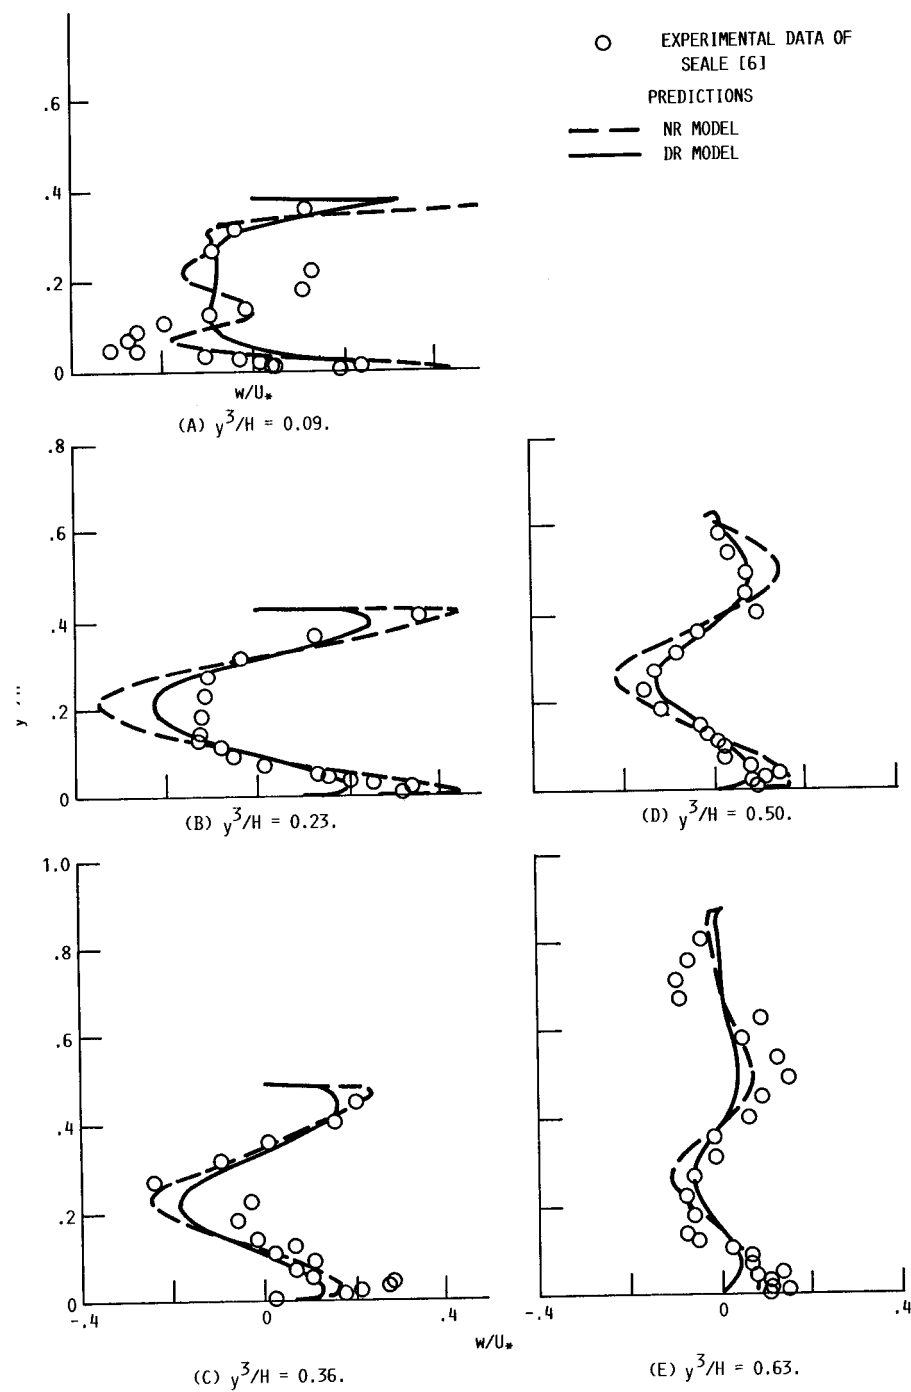 EXPERIMENTAL DATA OF
SEALE [6]
PREDICTIONS
NR MODEL
DR MODEL
.6
.4
.2
0
w/U*
(A) y³/H = 0.09.
.8
.6
.4
.2
0
y
(B) y³/H = 0.23.
(D) y³/H = 0.50.
1.0
.8
.6
.4
.2
0
-.4 0 .4
-.4 0 .4
w/U*
(C) y³/H = 0.36.
(E) y³/H = 0.63.